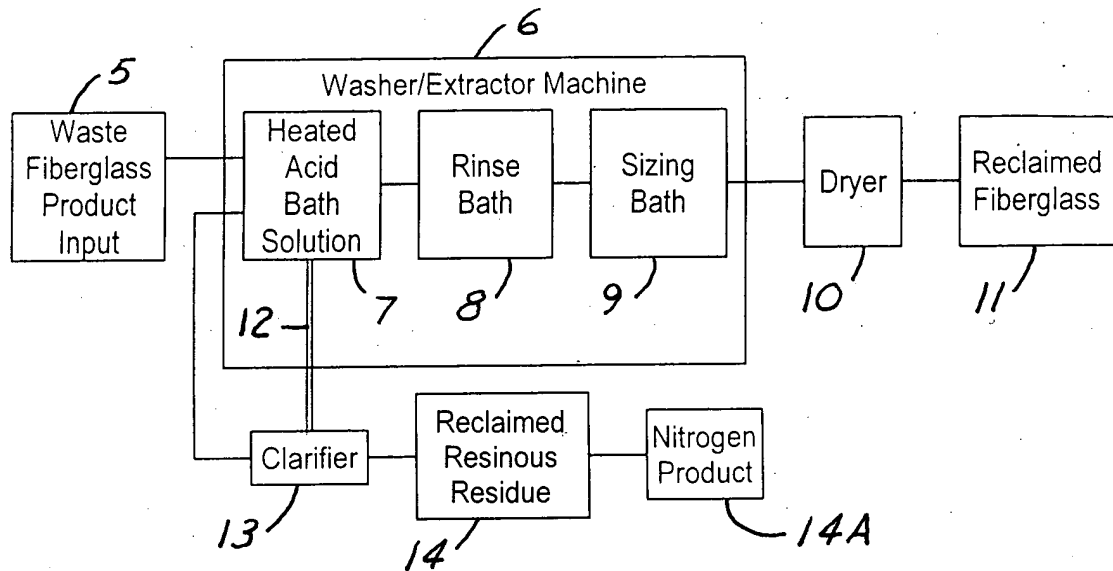 6
5
Washer/Extractor Machine
Waste
Fiberglass
Product
Input
Heated
Acid
Bath
Solution
Rinse
Bath
Sizing
Bath
Dryer
Reclaimed
Fiberglass
12
7
8
9
10
11
Clarifier
Reclaimed
Resinous
Residue
Nitrogen
Product
13
14
14A